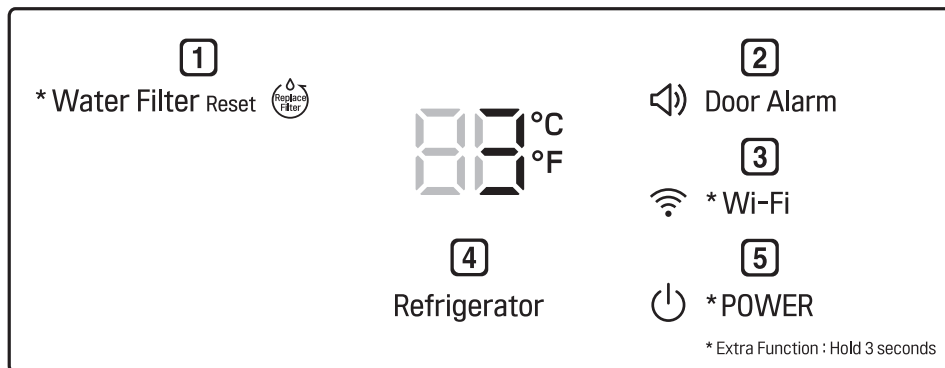 1
* Water Filter Reset Replace Filter
2
Door Alarm
3 °C
°F
3
* Wi-Fi
4
Refrigerator
5
* POWER
* Extra Function : Hold 3 seconds